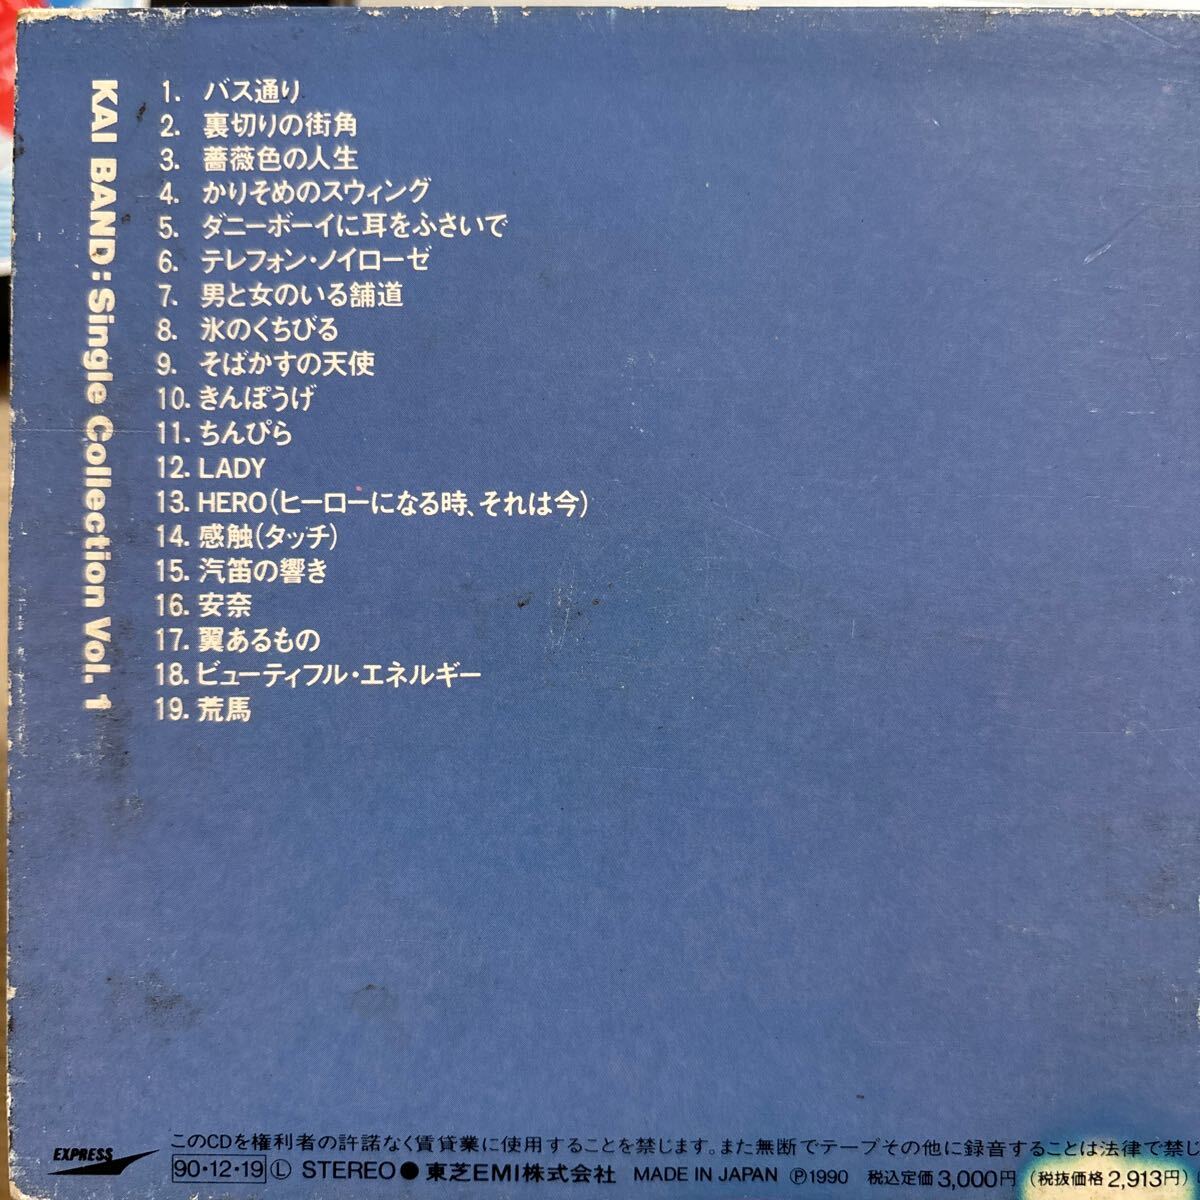 KAI BAND: Single Collection Vol. 1
1. バス通り
2. 裏切りの街角
3. 薔薇色の人生
4. かりそめのスウィング
5. ダニーボーイに耳をふさいで
6. テレフォン・ノイローゼ
7. 男と女のいる舗道
8. 氷のくちびる
9. そばかすの天使
10. きんぽうげ
11. ちんぴら
12. LADY
13. HERO(ヒーローになる時、それは今)
14. 感触(タッチ)
15. 汽笛の響き
16. 安奈
17. 翼あるもの
18. ビューティフル・エネルギー
19. 荒馬
EXPRESS
このCDを権利者の許諾なく賃貸業に使用することを禁じます。また無断でテープその他に録音することは法律で禁じ
90・12・19 Ⓛ STEREO ● 東芝EMI株式会社 MADE IN JAPAN Ⓟ1990 税込定価3,000円 (税抜価格2,913円)